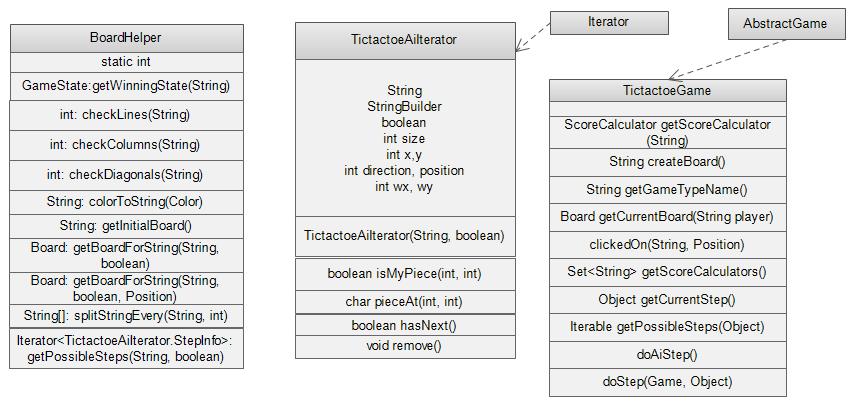 BoardHelper
static int
GameState:getWinningState(String)
int: checkLines(String)
int: checkColumns(String)
int: checkDiagonals(String)
String: colorToString(Color)
String: getInitialBoard()
Board: getBoardForString(String,
boolean)
Board: getBoardForString(String,
boolean, Position)
String[]: splitStringEvery(String, int)
Iterator<TictactoeAiIterator.StepInfo>:
getPossibleSteps(String, boolean)
TictactoeAiIterator
String
StringBuilder
boolean
int size
int x,y
int direction, position
int wx, wy
TictactoeAiIterator(String, boolean)
boolean isMyPiece(int, int)
char pieceAt(int, int)
boolean hasNext()
void remove()
Iterator
AbstractGame
TictactoeGame
ScoreCalculator getScoreCalculator
(String)
String createBoard()
String getGameTypeName()
Board getCurrentBoard(String player)
clickedOn(String, Position)
Set<String> getScoreCalculators()
Object getCurrentStep()
Iterable getPossibleSteps(Object)
doAiStep()
doStep(Game, Object)